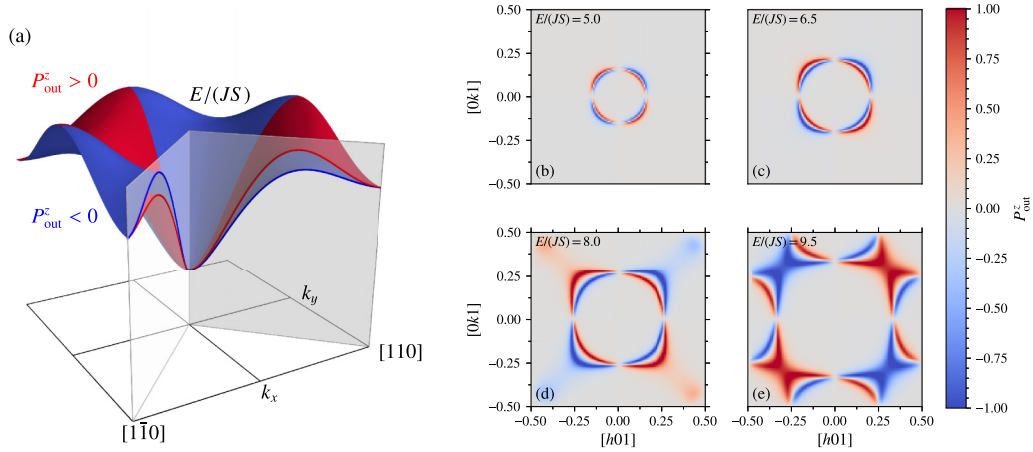 (a)
P^z_out > 0
P^z_out < 0
E/(JS)
k_y
k_x
[110]
[11̄0]
E/(JS) = 5.0
0.50
0.25
0.00
−0.25
−0.50
[0k1]
(b)
E/(JS) = 6.5
(c)
E/(JS) = 8.0
0.50
0.25
0.00
−0.25
−0.50
[0k1]
(d)
−0.50 −0.25 0.00 0.25 0.50
[h01]
E/(JS) = 9.5
(e)
−0.50 −0.25 0.00 0.25 0.50
[h01]
1.00
0.75
0.50
0.25
0.00
−0.25
−0.50
−0.75
−1.00
P^z_out